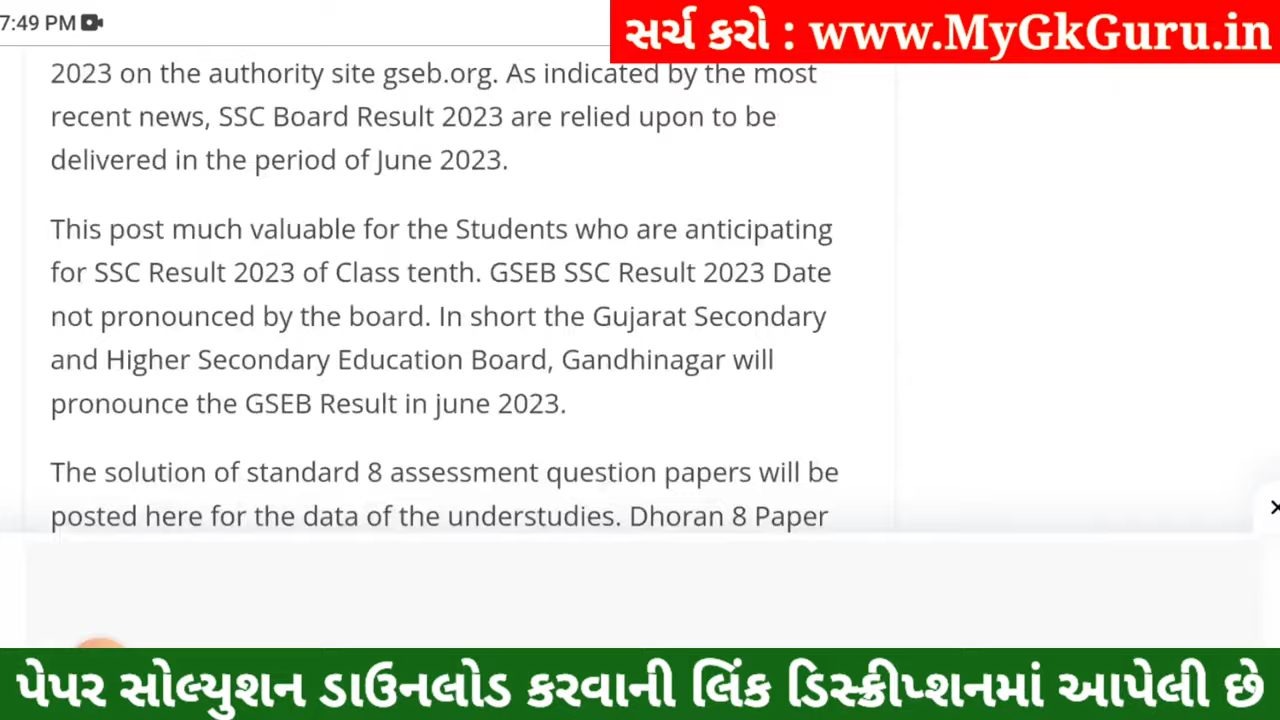 7:49 PM
સર્ચ કરો : www.MyGkGuru.in
2023 on the authority site gseb.org. As indicated by the most
recent news, SSC Board Result 2023 are relied upon to be
delivered in the period of June 2023.
This post much valuable for the Students who are anticipating
for SSC Result 2023 of Class tenth. GSEB SSC Result 2023 Date
not pronounced by the board. In short the Gujarat Secondary
and Higher Secondary Education Board, Gandhinagar will
pronounce the GSEB Result in june 2023.
The solution of standard 8 assessment question papers will be
posted here for the data of the understudies. Dhoran 8 Paper
પેપર સોલ્યુશન ડાઉનલોડ કરવાની લિંક ડિસ્ક્રીપ્શનમાં આપેલી છે